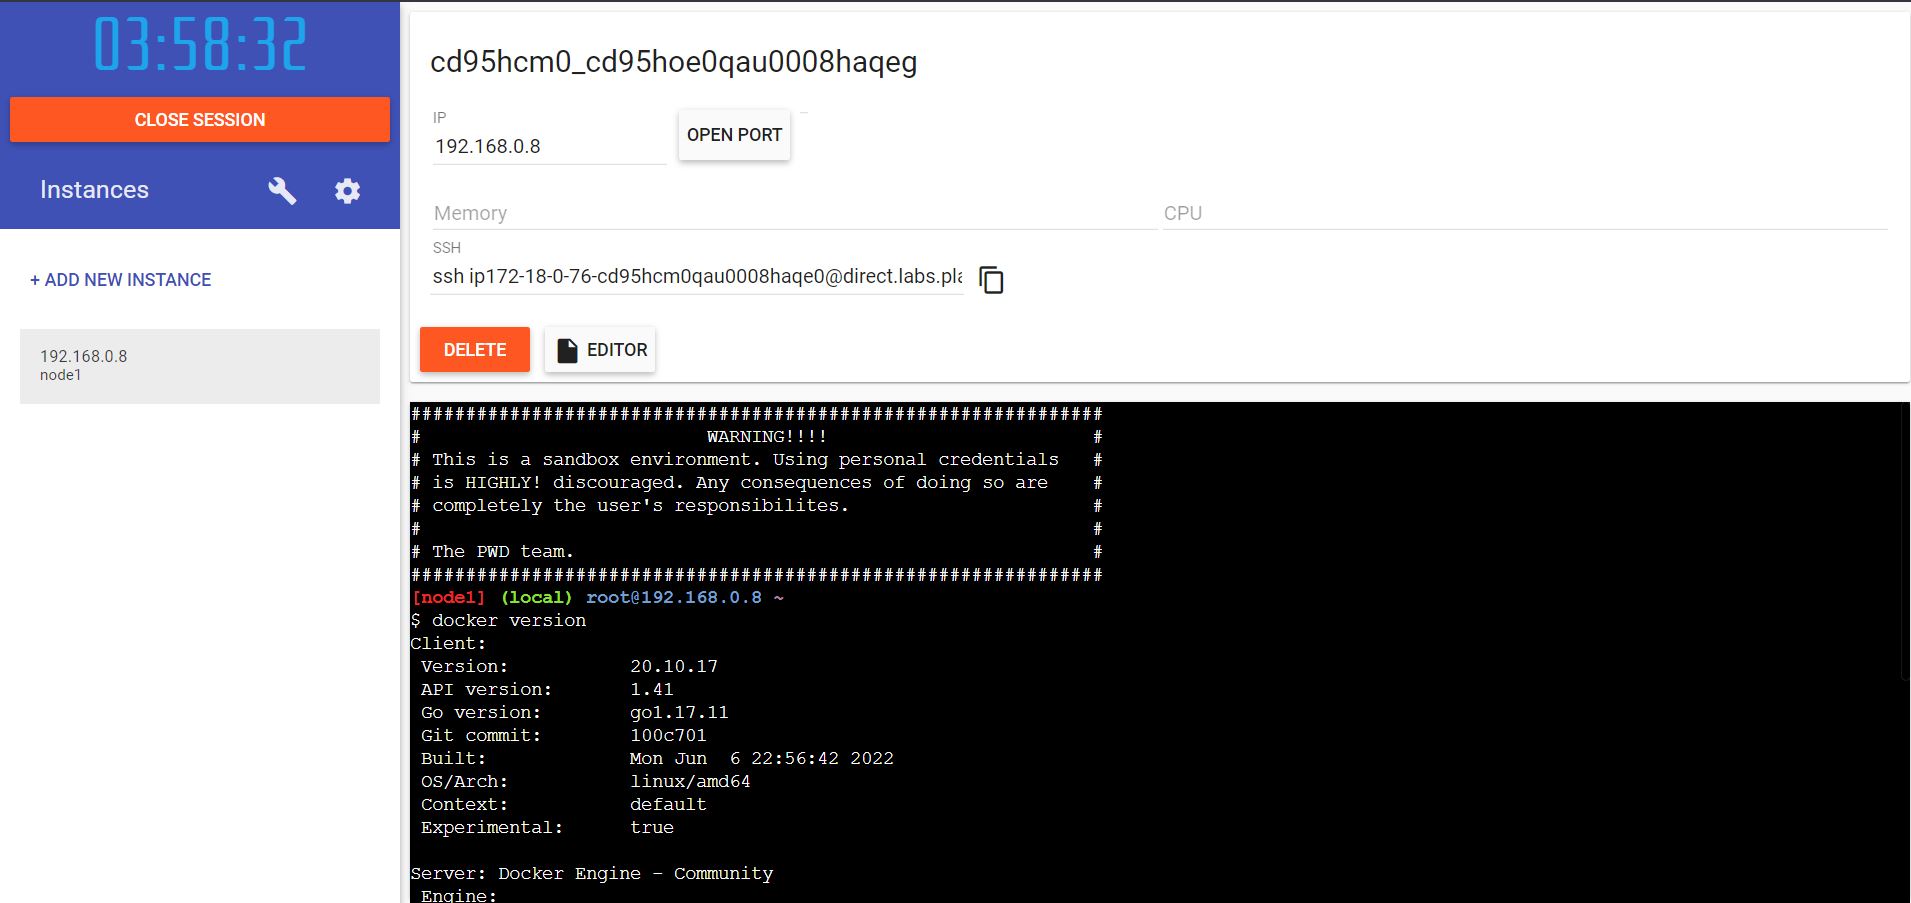 03:58:32
CLOSE SESSION
Instances
+ ADD NEW INSTANCE
192.168.0.8
node1
cd95hcm0_cd95hoe0qau0008haqeg
IP
192.168.0.8
OPEN PORT
Memory
CPU
SSH
ssh ip172-18-0-76-cd95hcm0qau0008haqe0@direct.labs.pla
DELETE
EDITOR
###############################################################
# WARNING!!!! #
# This is a sandbox environment. Using personal credentials #
# is HIGHLY! discouraged. Any consequences of doing so are #
# completely the user's responsibilites. #
# #
# The PWD team. #
###############################################################
[node1] (local) root@192.168.0.8 ~
$ docker version
Client:
Version: 20.10.17
API version: 1.41
Go version: go1.17.11
Git commit: 100c701
Built: Mon Jun 6 22:56:42 2022
OS/Arch: linux/amd64
Context: default
Experimental: true
Server: Docker Engine - Community
Engine: